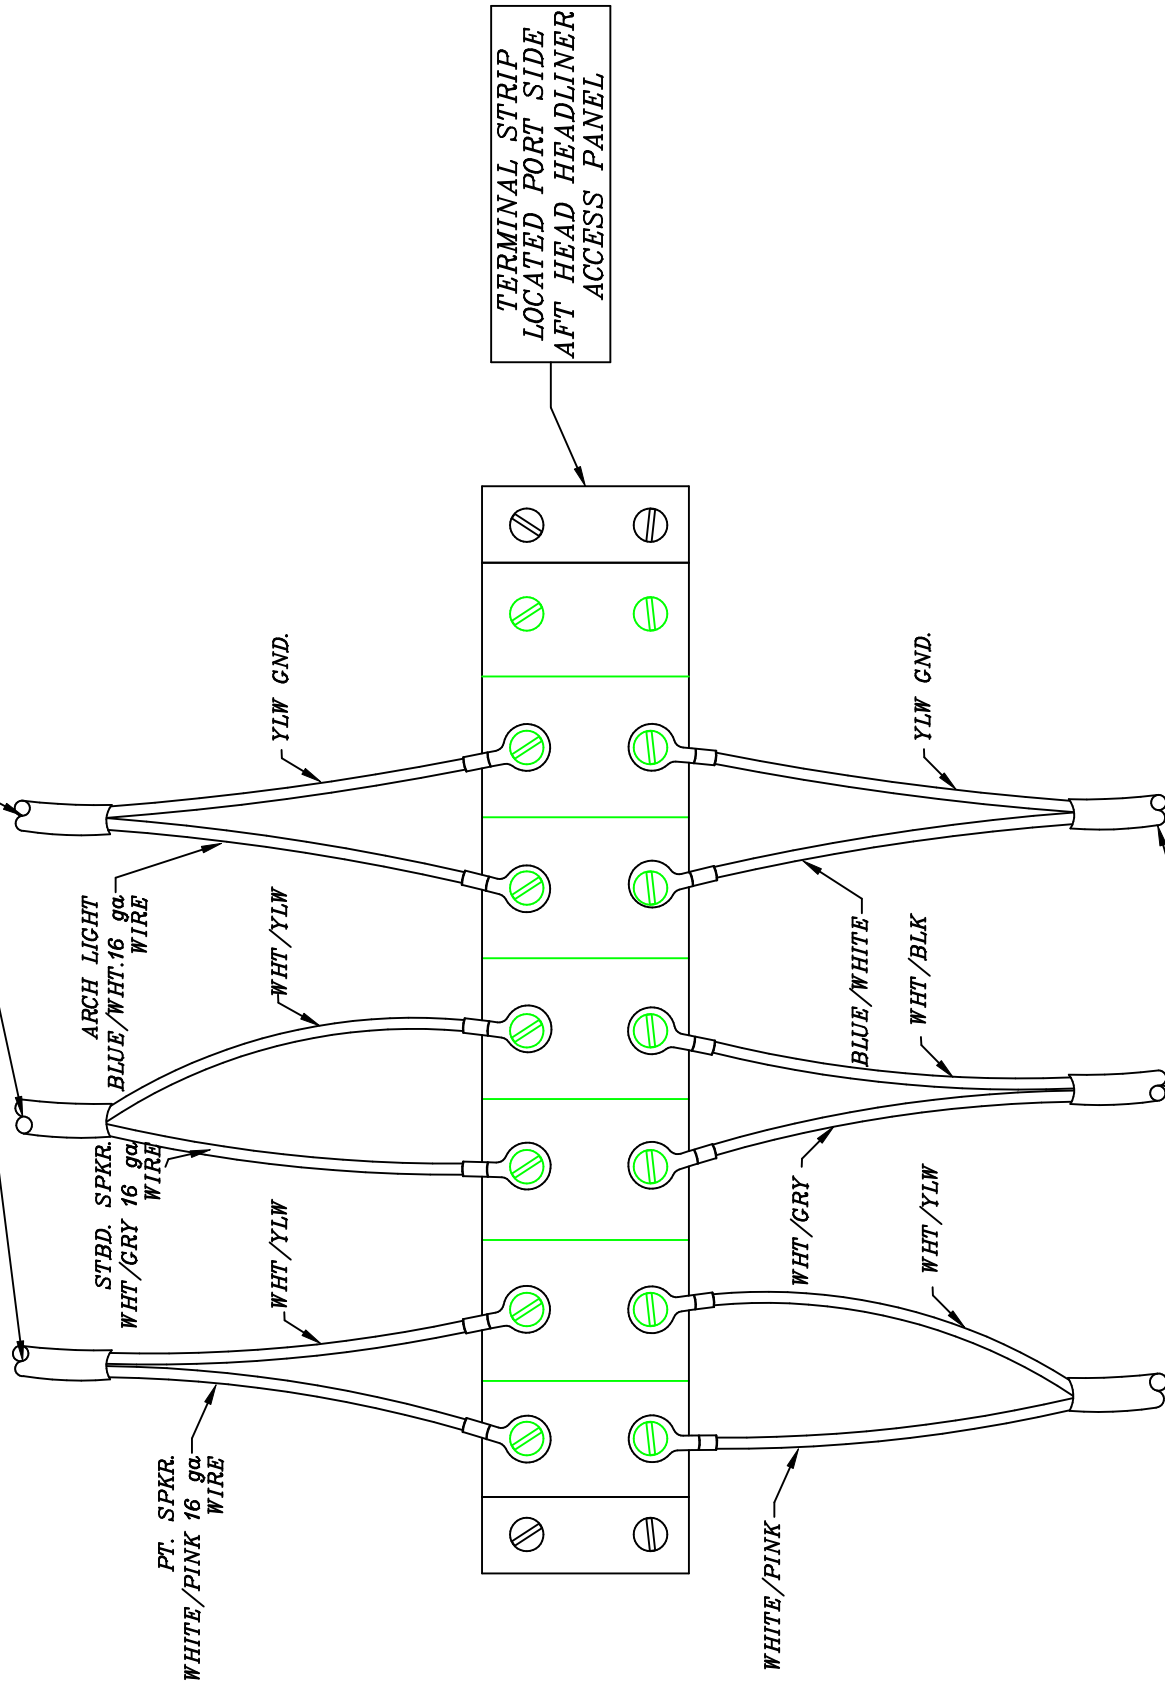 TERMINAL STRIP
LOCATED PORT SIDE
AFT HEAD HEADLINER
ACCESS PANEL
PT. SPKR.
WHITE/PINK 16 ga
WIRE
WHT/YLW
STBD. SPKR.
WHT/GRY 16 ga
WIRE
WHT/YLW
ARCH LIGHT
BLUE/WHT.16 ga
WIRE
YLW GND.
WHITE/PINK
WHT/YLW
WHT/GRY
WHT/BLK
BLUE/WHITE
YLW GND.